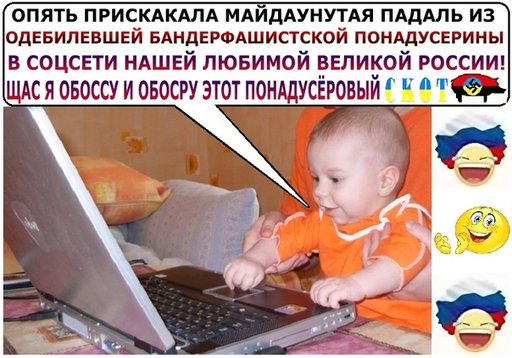 ОПЯТЬ ПРИСКАКАЛА МАЙДАУНУТАЯ ПАДАЛЬ ИЗ
ОДЕБИЛЕВШЕЙ БАНДЕРФАШИСТСКОЙ ПОНАДУСЕРИНЫ
В СОЦСЕТИ НАШЕЙ ЛЮБИМОЙ ВЕЛИКОЙ РОССИИ!
ЩАС Я ОБОССУ И ОБОСРУ ЭТОТ ПОНАДУСЁРОВЫЙ СКОТ